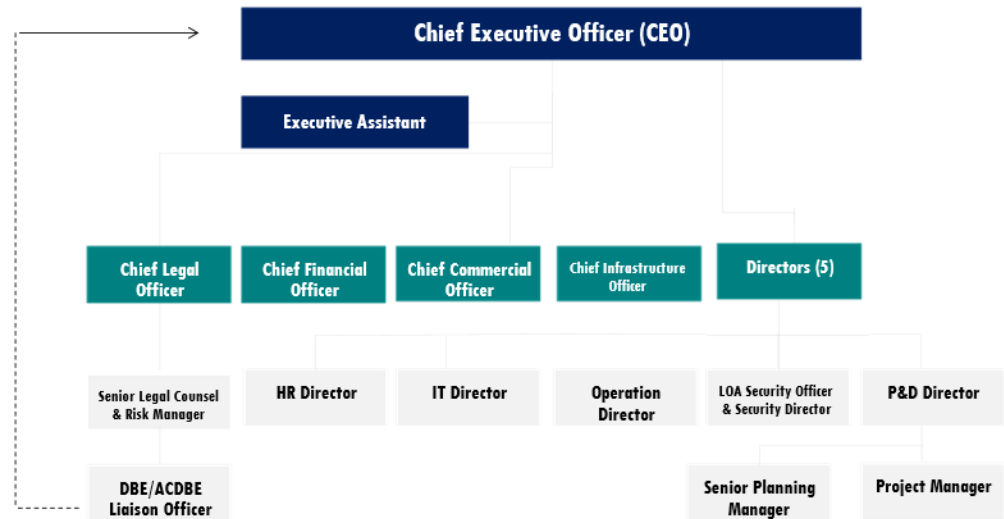 Chief Executive Officer (CEO)
Executive Assistant
Chief Legal
Officer
Chief Financial
Officer
Chief Commercial
Officer
Chief Infrastructure
Officer
Directors (5)
Senior Legal Counsel
& Risk Manager
HR Director
IT Director
Operation
Director
LOA Security Officer
& Security Director
P&D Director
DBE/ACDBE
Liaison Officer
Senior Planning
Manager
Project Manager